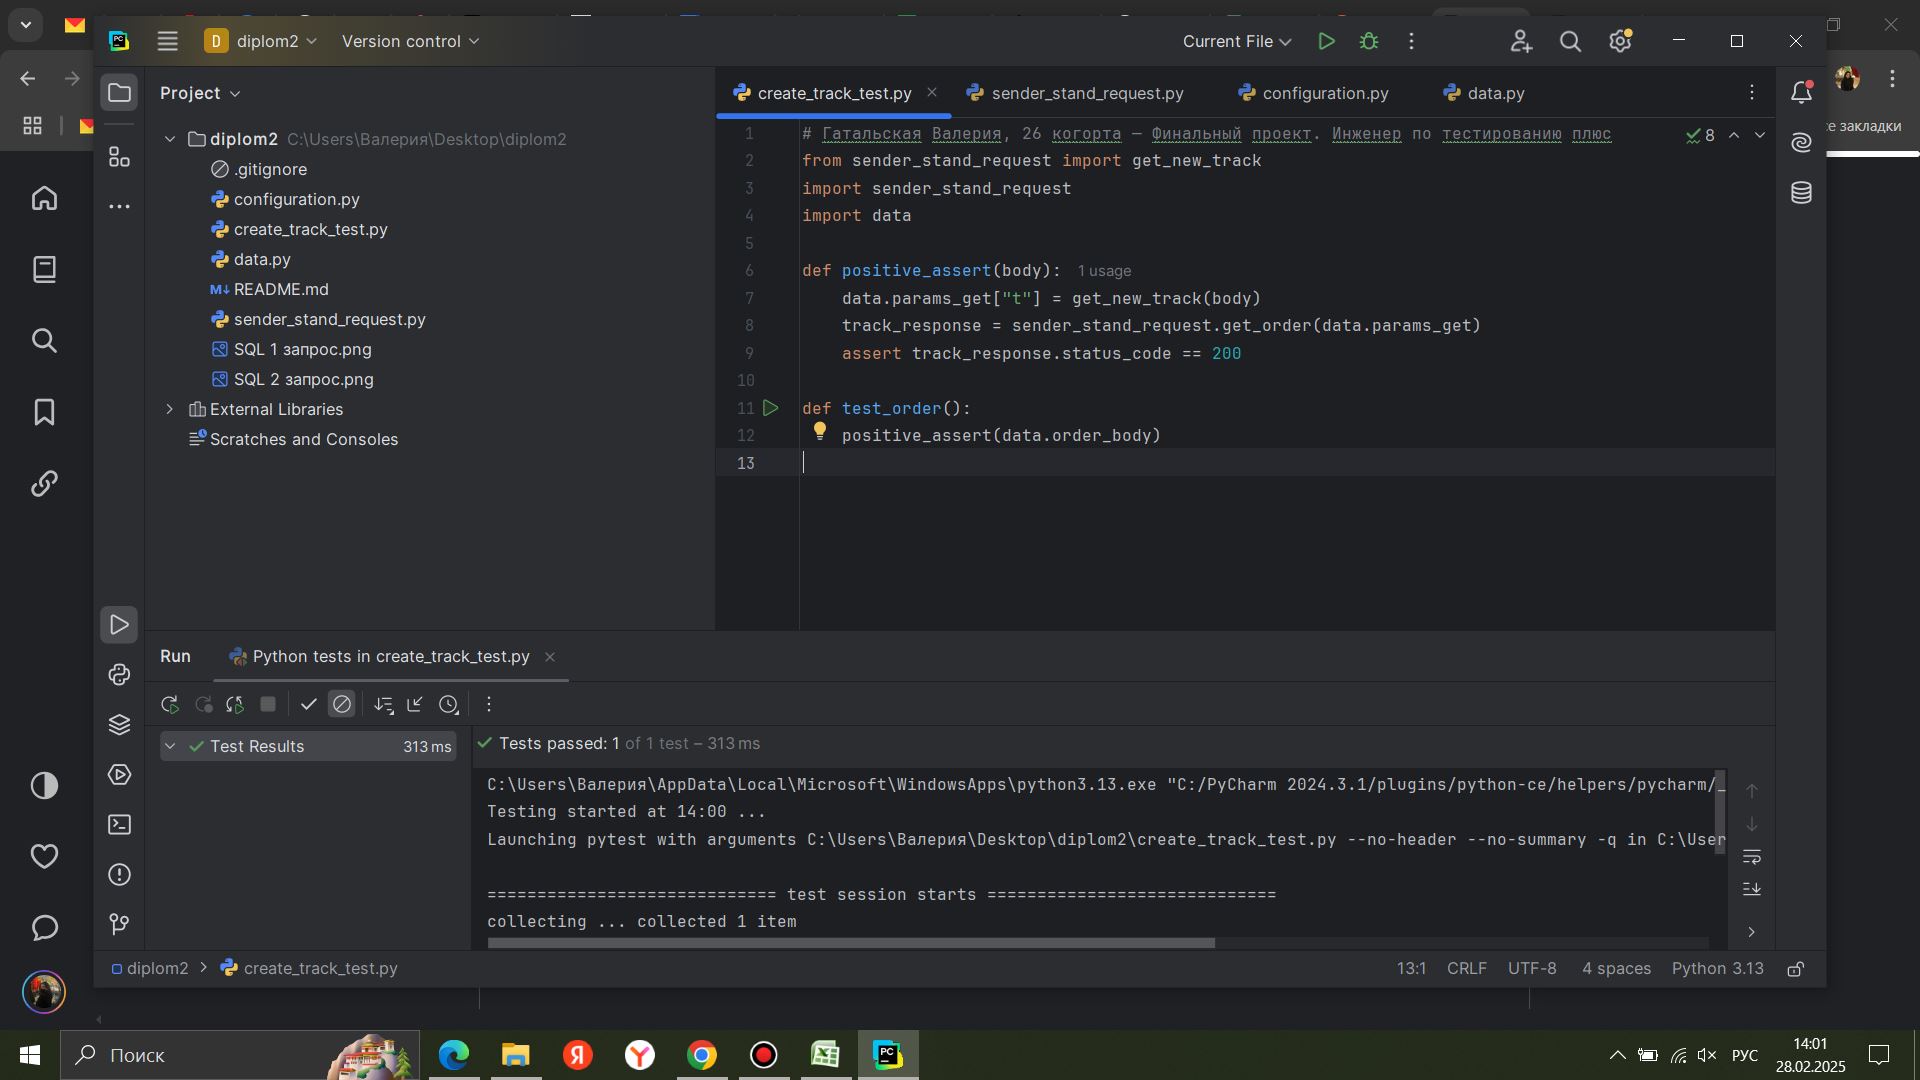 D diplom2
Version control
Current File
Project
create_track_test.py
sender_stand_request.py
configuration.py
data.py
diplom2 C:\Users\Валерия\Desktop\diplom2
.gitignore
configuration.py
create_track_test.py
data.py
M↓ README.md
sender_stand_request.py
SQL 1 запрос.png
SQL 2 запрос.png
External Libraries
Scratches and Consoles
1 # Гатальская Валерия, 26 когорта — Финальный проект. Инженер по тестированию плюс
8
2 from sender_stand_request import get_new_track
3 import sender_stand_request
4 import data
5
6 def positive_assert(body): 1 usage
7 data.params_get["t"] = get_new_track(body)
8 track_response = sender_stand_request.get_order(data.params_get)
9 assert track_response.status_code == 200
10
11 def test_order():
12 positive_assert(data.order_body)
13
закладки
Run
Python tests in create_track_test.py
Test Results 313 ms
Tests passed: 1 of 1 test – 313 ms
C:\Users\Валерия\AppData\Local\Microsoft\WindowsApps\python3.13.exe "C:/PyCharm 2024.3.1/plugins/python-ce/helpers/pycharm/_
Testing started at 14:00 ...
Launching pytest with arguments C:\Users\Валерия\Desktop\diplom2\create_track_test.py --no-header --no-summary -q in C:\User
============================= test session starts =============================
collecting ... collected 1 item
diplom2 > create_track_test.py
13:1 CRLF UTF-8 4 spaces Python 3.13
Поиск
Я
Y
PC
РУС
14:01
28.02.2025